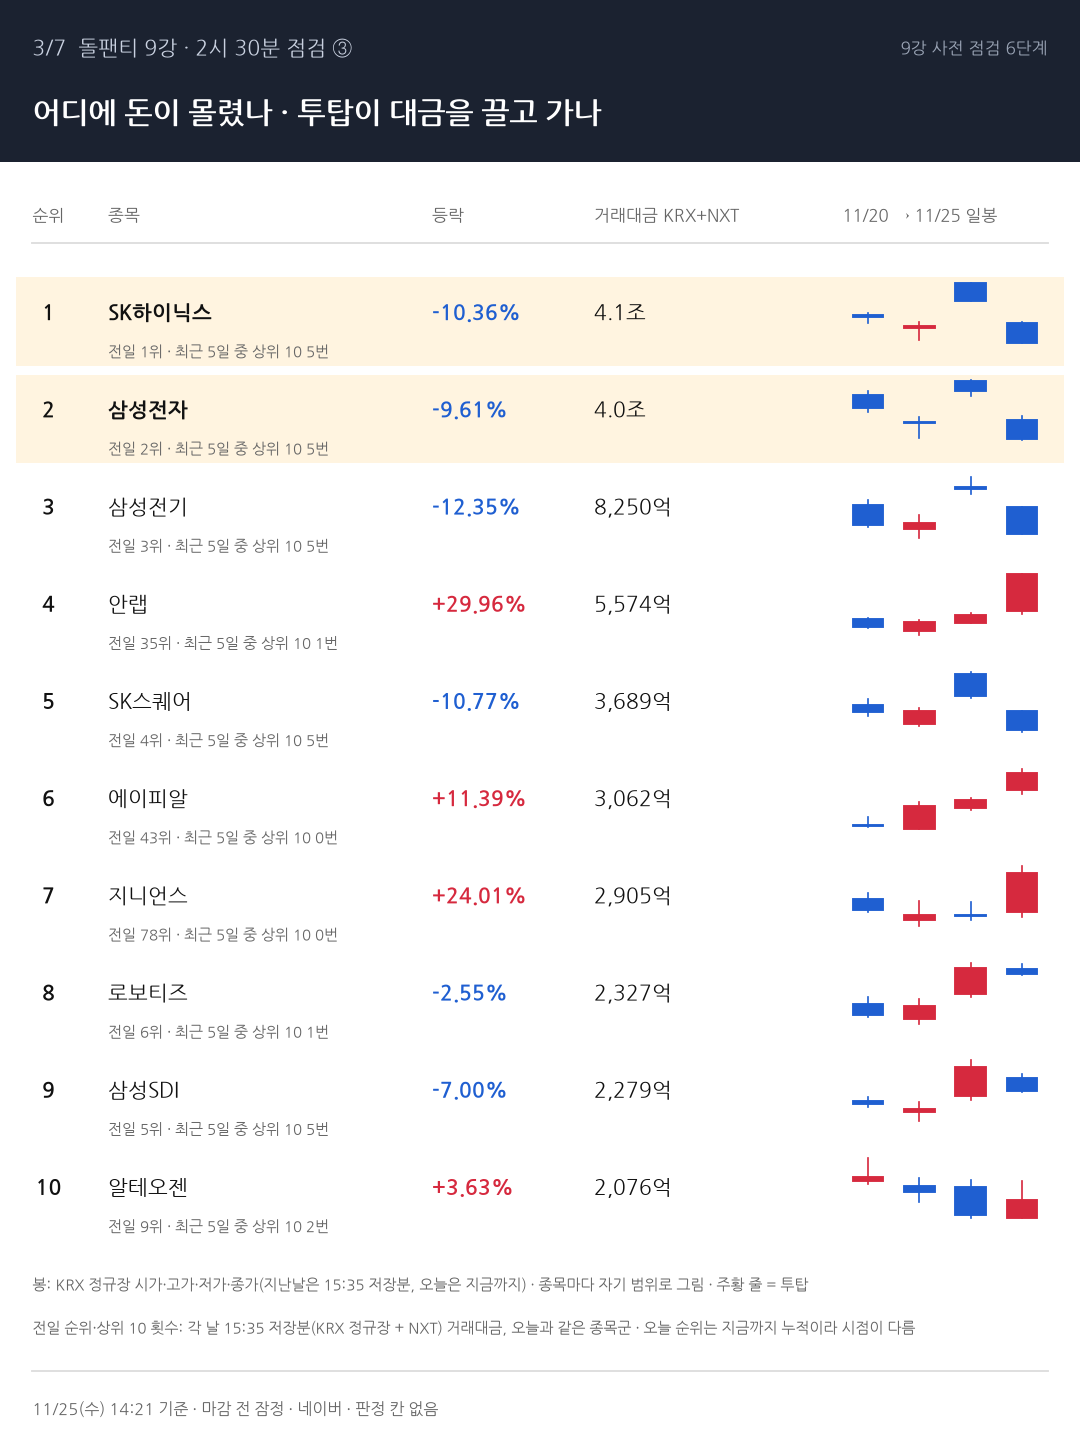 3/7 돌팬티 9강 · 2시 30분 점검 ③
9강 사전 점검 6단계
어디에 돈이 몰렸나 · 투탑이 대금을 끌고 가나
순위 종목 등락 거래대금 KRX+NXT 11/20 → 11/25 일봉
1 SK하이닉스 -10.36% 4.1조
전일 1위 · 최근 5일 중 상위 10 5번
2 삼성전자 -9.61% 4.0조
전일 2위 · 최근 5일 중 상위 10 5번
3 삼성전기 -12.35% 8,250억
전일 3위 · 최근 5일 중 상위 10 5번
4 안랩 +29.96% 5,574억
전일 35위 · 최근 5일 중 상위 10 1번
5 SK스퀘어 -10.77% 3,689억
전일 4위 · 최근 5일 중 상위 10 5번
6 에이피알 +11.39% 3,062억
전일 43위 · 최근 5일 중 상위 10 0번
7 지니언스 +24.01% 2,905억
전일 78위 · 최근 5일 중 상위 10 0번
8 로보티즈 -2.55% 2,327억
전일 6위 · 최근 5일 중 상위 10 1번
9 삼성SDI -7.00% 2,279억
전일 5위 · 최근 5일 중 상위 10 5번
10 알테오젠 +3.63% 2,076억
전일 9위 · 최근 5일 중 상위 10 2번
봉: KRX 정규장 시가·고가·저가·종가(지난날은 15:35 저장분, 오늘은 지금까지) · 종목마다 자기 범위로 그림 · 주황 줄 = 투탑
전일 순위·상위 10 횟수: 각 날 15:35 저장분(KRX 정규장 + NXT) 거래대금, 오늘과 같은 종목군 · 오늘 순위는 지금까지 누적이라 시점이 다름
11/25(수) 14:21 기준 · 마감 전 잠정 · 네이버 · 판정 칸 없음